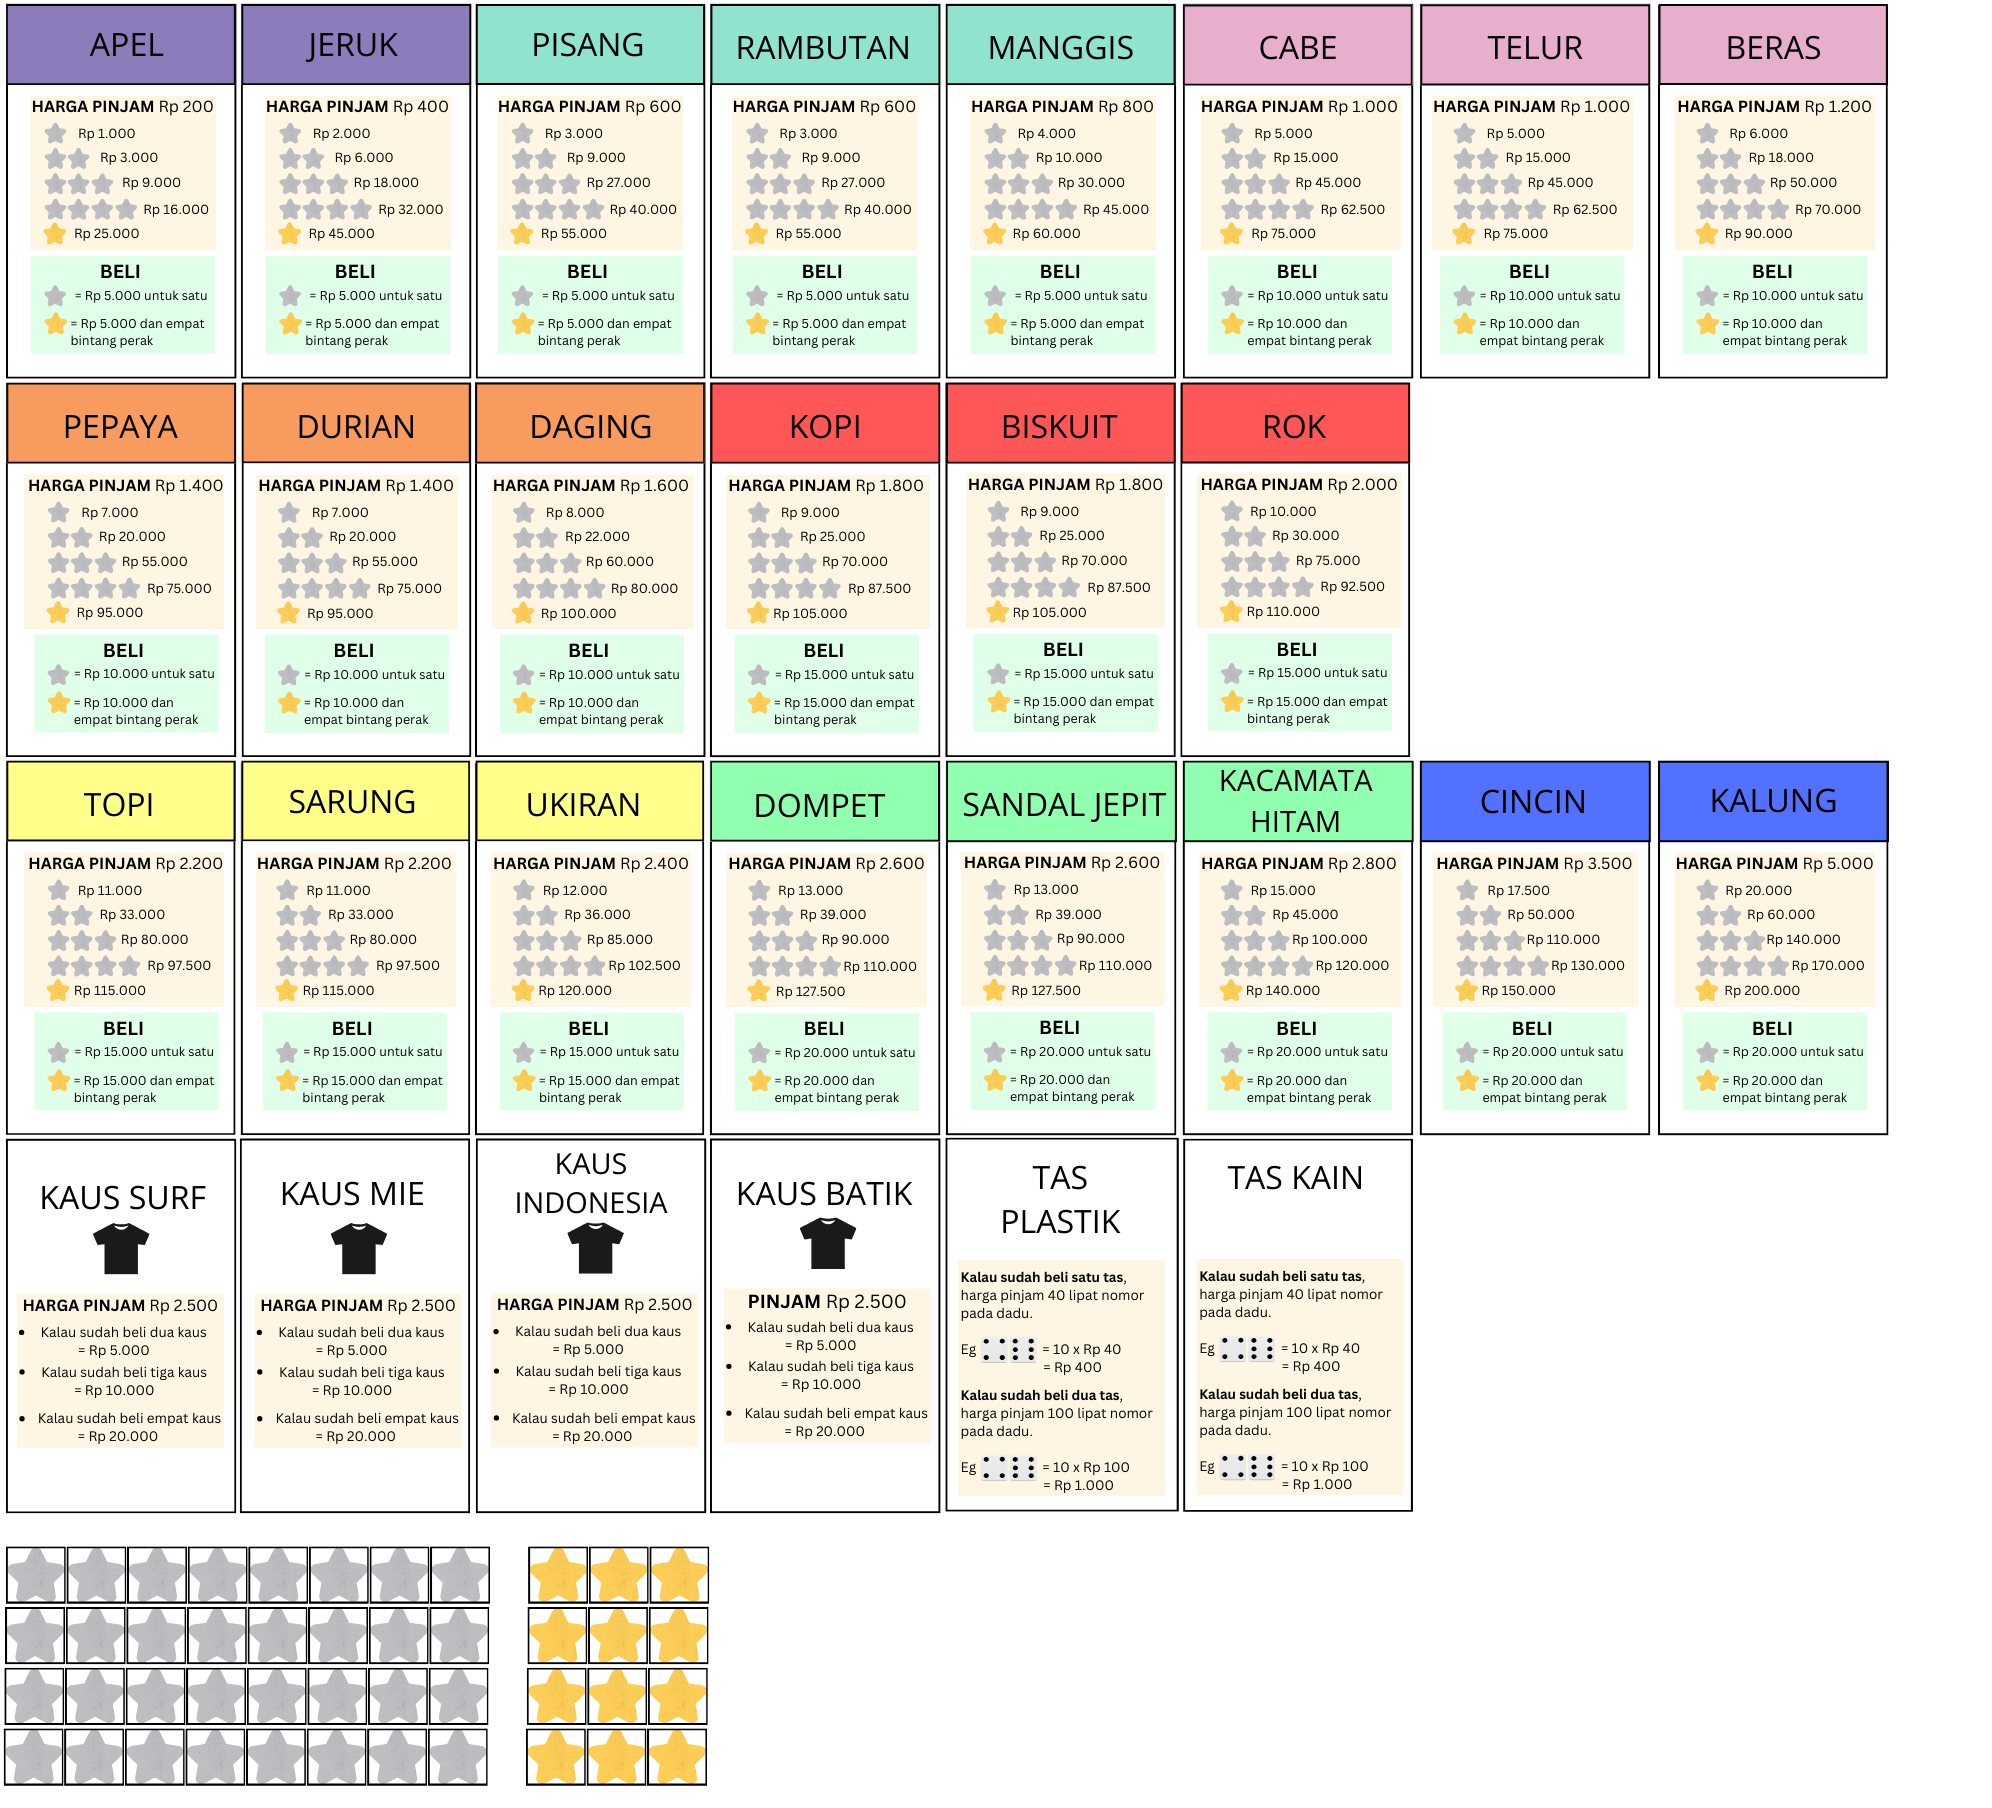 APEL
HARGA PINJAM Rp 200
Rp 1.000
Rp 3.000
Rp 9.000
Rp 16.000
Rp 25.000
BELI
= Rp 5.000 untuk satu
= Rp 5.000 dan empat
bintang perak
JERUK
HARGA PINJAM Rp 400
Rp 2.000
Rp 6.000
Rp 18.000
Rp 32.000
Rp 45.000
BELI
= Rp 5.000 untuk satu
= Rp 5.000 dan empat
bintang perak
PISANG
HARGA PINJAM Rp 600
Rp 3.000
Rp 9.000
Rp 27.000
Rp 40.000
Rp 55.000
BELI
= Rp 5.000 untuk satu
= Rp 5.000 dan empat
bintang perak
RAMBUTAN
HARGA PINJAM Rp 600
Rp 3.000
Rp 9.000
Rp 27.000
Rp 40.000
Rp 55.000
BELI
= Rp 5.000 untuk satu
= Rp 5.000 dan empat
bintang perak
MANGGIS
HARGA PINJAM Rp 800
Rp 4.000
Rp 10.000
Rp 30.000
Rp 45.000
Rp 60.000
BELI
= Rp 5.000 untuk satu
= Rp 5.000 dan empat
bintang perak
CABE
HARGA PINJAM Rp 1.000
Rp 5.000
Rp 15.000
Rp 45.000
Rp 62.500
Rp 75.000
BELI
= Rp 10.000 untuk satu
= Rp 10.000 dan
empat bintang perak
TELUR
HARGA PINJAM Rp 1.000
Rp 5.000
Rp 15.000
Rp 45.000
Rp 62.500
Rp 75.000
BELI
= Rp 10.000 untuk satu
= Rp 10.000 dan
empat bintang perak
BERAS
HARGA PINJAM Rp 1.200
Rp 6.000
Rp 18.000
Rp 50.000
Rp 70.000
Rp 90.000
BELI
= Rp 10.000 untuk satu
= Rp 10.000 dan
empat bintang perak
PEPAYA
HARGA PINJAM Rp 1.400
Rp 7.000
Rp 20.000
Rp 55.000
Rp 75.000
Rp 95.000
BELI
= Rp 10.000 untuk satu
= Rp 10.000 dan
empat bintang perak
DURIAN
HARGA PINJAM Rp 1.400
Rp 7.000
Rp 20.000
Rp 55.000
Rp 75.000
Rp 95.000
BELI
= Rp 10.000 untuk satu
= Rp 10.000 dan
empat bintang perak
DAGING
HARGA PINJAM Rp 1.600
Rp 8.000
Rp 22.000
Rp 60.000
Rp 80.000
Rp 100.000
BELI
= Rp 10.000 untuk satu
= Rp 10.000 dan
empat bintang perak
KOPI
HARGA PINJAM Rp 1.800
Rp 9.000
Rp 25.000
Rp 70.000
Rp 87.500
Rp 105.000
BELI
= Rp 15.000 untuk satu
= Rp 15.000 dan empat
bintang perak
BISKUIT
HARGA PINJAM Rp 1.800
Rp 9.000
Rp 25.000
Rp 70.000
Rp 87.500
Rp 105.000
BELI
= Rp 15.000 untuk satu
= Rp 15.000 dan empat
bintang perak
ROK
HARGA PINJAM Rp 2.000
Rp 10.000
Rp 30.000
Rp 75.000
Rp 92.500
Rp 110.000
BELI
= Rp 15.000 untuk satu
= Rp 15.000 dan empat
bintang perak
TOPI
HARGA PINJAM Rp 2.200
Rp 11.000
Rp 33.000
Rp 80.000
Rp 97.500
Rp 115.000
BELI
= Rp 15.000 untuk satu
= Rp 15.000 dan empat
bintang perak
SARUNG
HARGA PINJAM Rp 2.200
Rp 11.000
Rp 33.000
Rp 80.000
Rp 97.500
Rp 115.000
BELI
= Rp 15.000 untuk satu
= Rp 15.000 dan empat
bintang perak
UKIRAN
HARGA PINJAM Rp 2.400
Rp 12.000
Rp 36.000
Rp 85.000
Rp 102.500
Rp 120.000
BELI
= Rp 15.000 untuk satu
= Rp 15.000 dan empat
bintang perak
DOMPET
HARGA PINJAM Rp 2.600
Rp 13.000
Rp 39.000
Rp 90.000
Rp 110.000
Rp 127.500
BELI
= Rp 20.000 untuk satu
= Rp 20.000 dan
empat bintang perak
SANDAL JEPIT
HARGA PINJAM Rp 2.600
Rp 13.000
Rp 39.000
Rp 90.000
Rp 110.000
Rp 127.500
BELI
= Rp 20.000 untuk satu
= Rp 20.000 dan
empat bintang perak
KACAMATA
HITAM
HARGA PINJAM Rp 2.800
Rp 15.000
Rp 45.000
Rp 100.000
Rp 120.000
Rp 140.000
BELI
= Rp 20.000 untuk satu
= Rp 20.000 dan
empat bintang perak
CINCIN
HARGA PINJAM Rp 3.500
Rp 17.500
Rp 50.000
Rp 110.000
Rp 130.000
Rp 150.000
BELI
= Rp 20.000 untuk satu
= Rp 20.000 dan
empat bintang perak
KALUNG
HARGA PINJAM Rp 5.000
Rp 20.000
Rp 60.000
Rp 140.000
Rp 170.000
Rp 200.000
BELI
= Rp 20.000 untuk satu
= Rp 20.000 dan
empat bintang perak
KAUS SURF
HARGA PINJAM Rp 2.500
• Kalau sudah beli dua kaus
= Rp 5.000
• Kalau sudah beli tiga kaus
= Rp 10.000
• Kalau sudah beli empat kaus
= Rp 20.000
KAUS MIE
HARGA PINJAM Rp 2.500
• Kalau sudah beli dua kaus
= Rp 5.000
• Kalau sudah beli tiga kaus
= Rp 10.000
• Kalau sudah beli empat kaus
= Rp 20.000
KAUS
INDONESIA
HARGA PINJAM Rp 2.500
• Kalau sudah beli dua kaus
= Rp 5.000
• Kalau sudah beli tiga kaus
= Rp 10.000
• Kalau sudah beli empat kaus
= Rp 20.000
KAUS BATIK
PINJAM Rp 2.500
• Kalau sudah beli dua kaus
= Rp 5.000
• Kalau sudah beli tiga kaus
= Rp 10.000
• Kalau sudah beli empat kaus
= Rp 20.000
TAS
PLASTIK
Kalau sudah beli satu tas,
harga pinjam 40 lipat nomor
pada dadu.
Eg = 10 x Rp 40
= Rp 400
Kalau sudah beli dua tas,
harga pinjam 100 lipat nomor
pada dadu.
Eg = 10 x Rp 100
= Rp 1.000
TAS KAIN
Kalau sudah beli satu tas,
harga pinjam 40 lipat nomor
pada dadu.
Eg = 10 x Rp 40
= Rp 400
Kalau sudah beli dua tas,
harga pinjam 100 lipat nomor
pada dadu.
Eg = 10 x Rp 100
= Rp 1.000